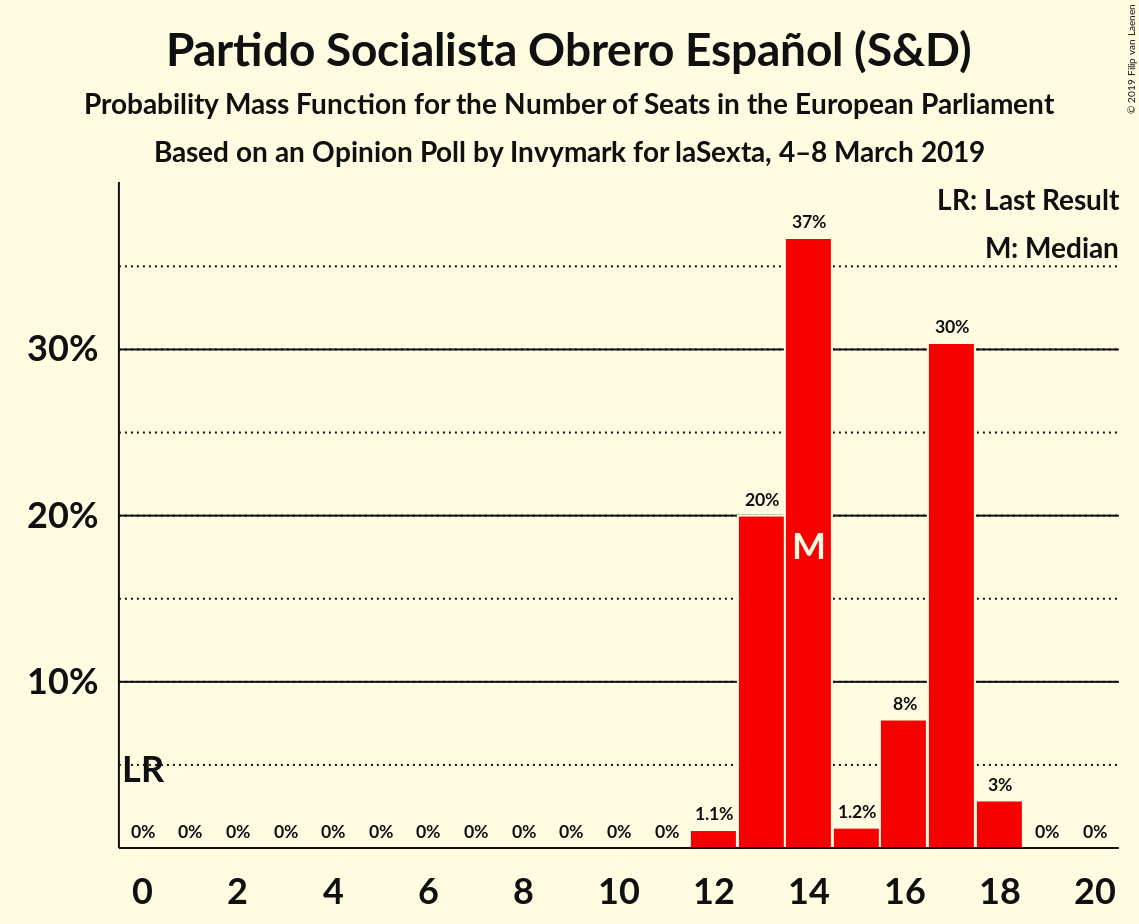 Partido Socialista Obrero Español (S&D)
Probability Mass Function for the Number of Seats in the European Parliament
Based on an Opinion Poll by Invymark for laSexta, 4–8 March 2019
© 2019 Filip van Laenen
LR: Last Result
M: Median
37%
30%
30%
20%
20%
M
10%
8%
LR
3%
1.1%
1.2%
0% 0% 0% 0% 0% 0% 0% 0% 0% 0% 0% 0% 0% 0%
0 2 4 6 8 10 12 14 16 18 20